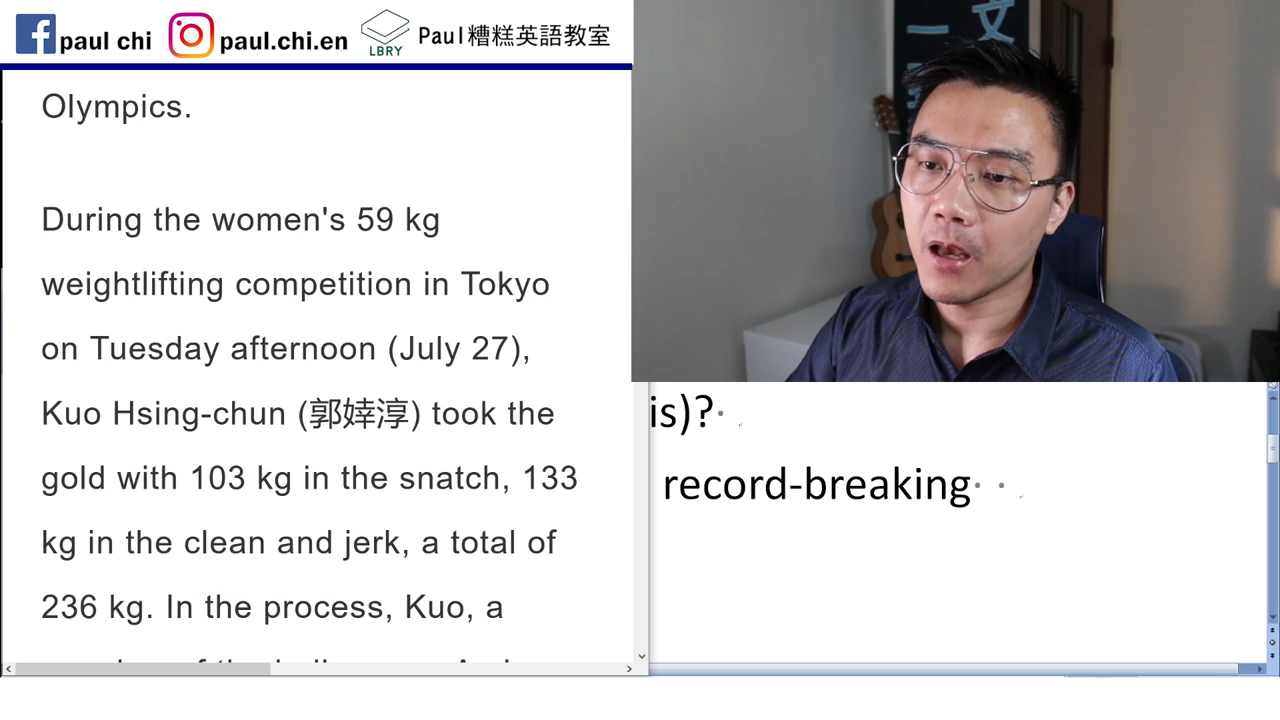 paul chi
paul.chi.en
LBRY
Paul糟糕英語教室
文
Olympics.
During the women's 59 kg
weightlifting competition in Tokyo
on Tuesday afternoon (July 27),
Kuo Hsing-chun (郭婞淳) took the
gold with 103 kg in the snatch, 133
kg in the clean and jerk, a total of
236 kg. In the process, Kuo, a
is)?
record-breaking